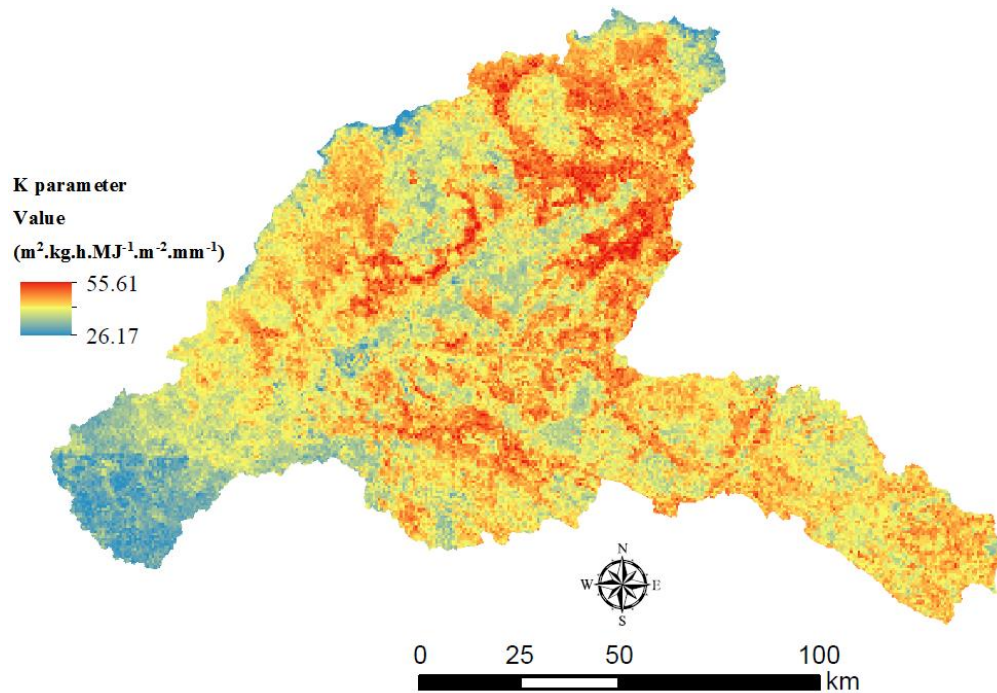 K parameter
Value
(m².kg.h.MJ⁻¹.m⁻².mm⁻¹)
55.61
26.17
N
W E
S
0 25 50 100
km